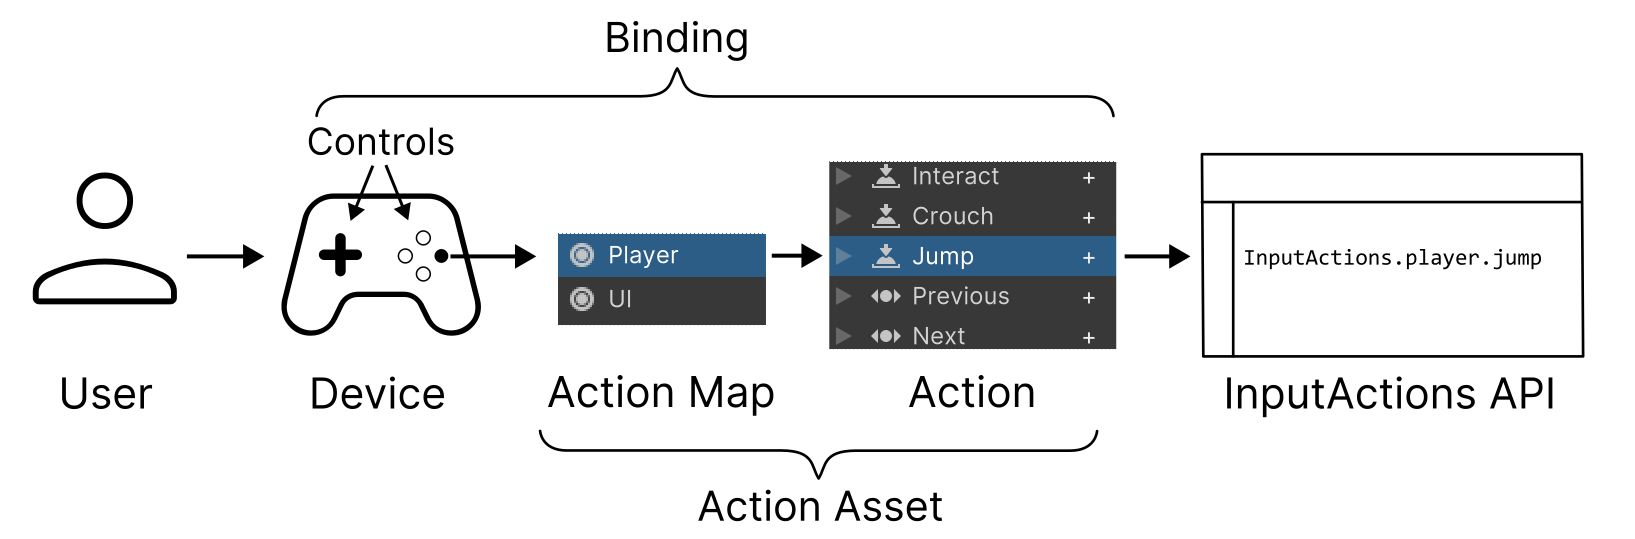 Binding
Controls
Interact +
Crouch +
Player
Jump +
InputActions.player.jump
UI
Previous +
Next +
User
Device
Action Map
Action
InputActions API
Action Asset